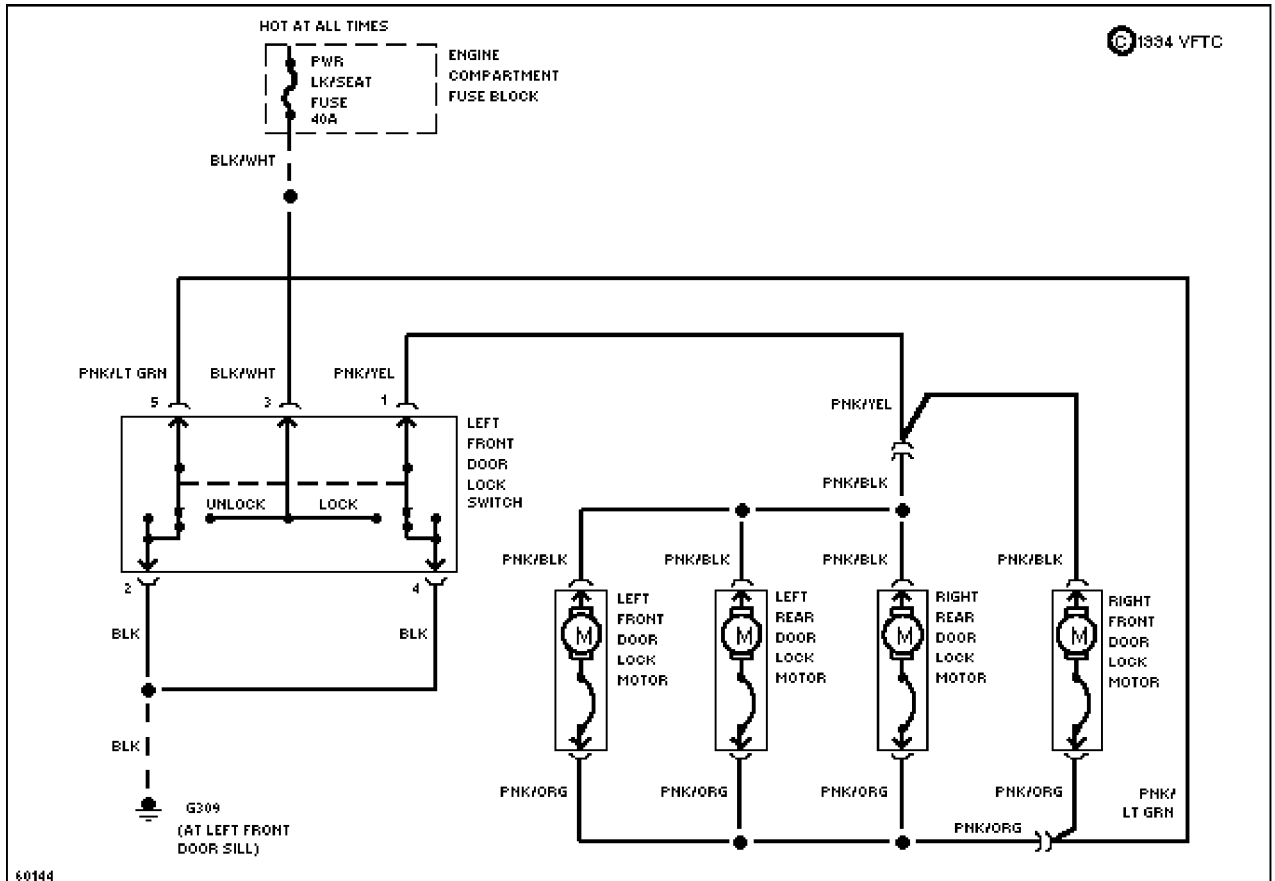 HOT AT ALL TIMES
PWR
LK/SEAT
FUSE
40A
ENGINE
COMPARTMENT
FUSE BLOCK
C 1994 VFTC
BLK/WHT
PNK/LT GRN
BLK/WHT
PNK/YEL
5
3
1
LEFT
FRONT
DOOR
LOCK
SWITCH
UNLOCK
LOCK
2
4
BLK
BLK
BLK
G309
(AT LEFT FRONT
DOOR SILL)
PNK/YEL
PNK/BLK
PNK/BLK
PNK/BLK
PNK/BLK
PNK/BLK
M
LEFT
FRONT
DOOR
LOCK
MOTOR
M
LEFT
REAR
DOOR
LOCK
MOTOR
M
RIGHT
REAR
DOOR
LOCK
MOTOR
M
RIGHT
FRONT
DOOR
LOCK
MOTOR
PNK/ORG
PNK/ORG
PNK/ORG
PNK/ORG
PNK/
LT GRN
PNK/ORG
60144